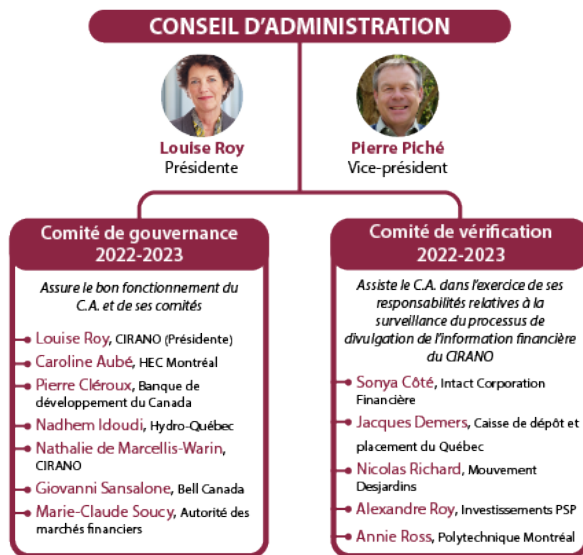 CONSEIL D'ADMINISTRATION
Louise Roy
Présidente
Pierre Piché
Vice-président
Comité de gouvernance
2022-2023
Assure le bon fonctionnement du
C.A. et de ses comités
Louise Roy, CIRANO (Présidente)
Caroline Aubé, HEC Montréal
Pierre Cléroux, Banque de
développement du Canada
Nadhem Idoudi, Hydro-Québec
Nathalie de Marcellis-Warin,
CIRANO
Giovanni Sansalone, Bell Canada
Marie-Claude Soucy, Autorité des
marchés financiers
Comité de vérification
2022-2023
Assiste le C.A. dans l'exercice de ses
responsabilités relatives à la
surveillance du processus de
divulgation de l'information financière
du CIRANO
Sonya Côté, Intact Corporation
Financière
Jacques Demers, Caisse de dépôt et
placement du Québec
Nicolas Richard, Mouvement
Desjardins
Alexandre Roy, Investissements PSP
Annie Ross, Polytechnique Montréal